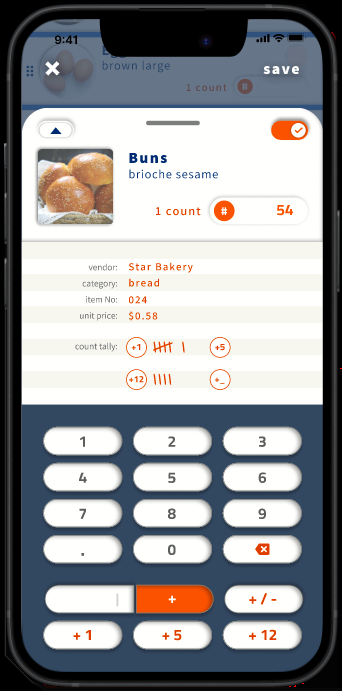 9:41
brown large
save
1 count #
Buns
brioche sesame
1 count # 54
vendor: Star Bakery
category: bread
item No: 024
unit price: $0.58
count tally: +1 +5
+12 +_
1 2 3
4 5 6
7 8 9
. 0
+ + / -
+ 1 + 5 + 12